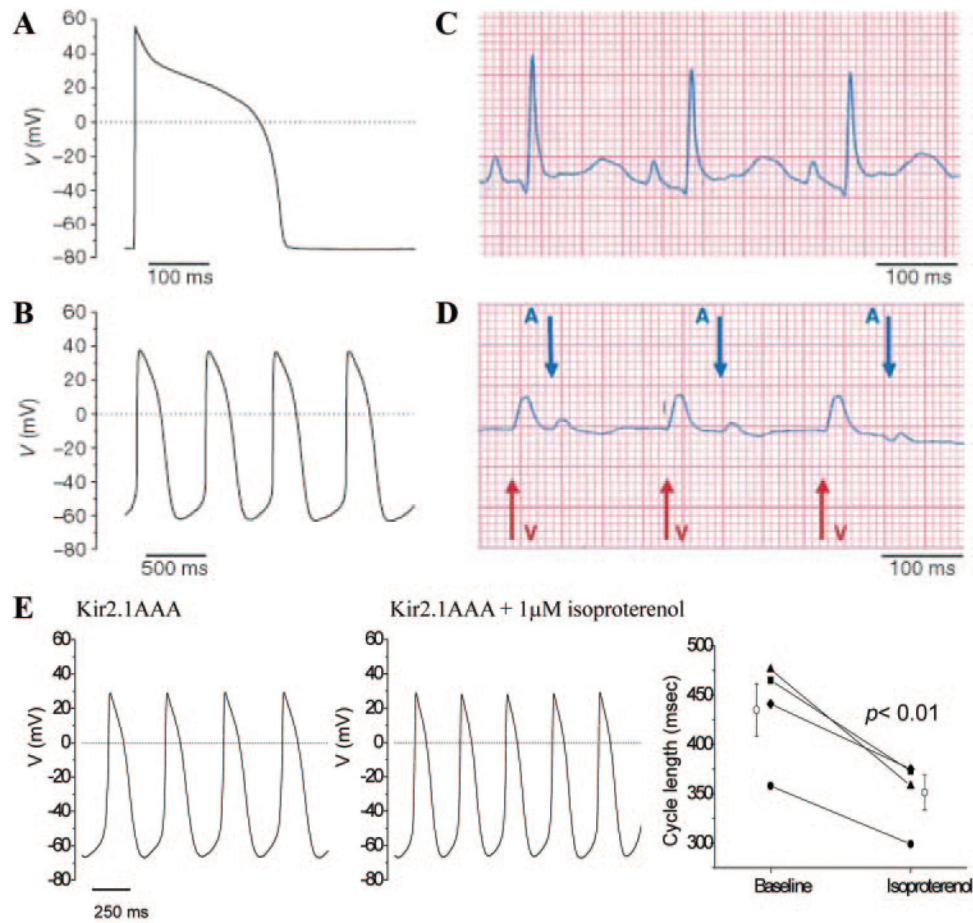 A
60
40
20
0
−20
−40
−60
−80
V (mV)
100 ms
B
60
40
20
0
−20
−40
−60
−80
V (mV)
500 ms
C
100 ms
D
A
A
A
V
V
V
100 ms
E
Kir2.1AAA
60
40
20
0
-20
-40
-60
-80
V (mV)
250 ms
Kir2.1AAA + 1μM isoproterenol
60
40
20
0
-20
-40
-60
-80
V (mV)
500
450
400
350
300
Cycle length (msec)
p< 0.01
Baseline
Isoproterenol